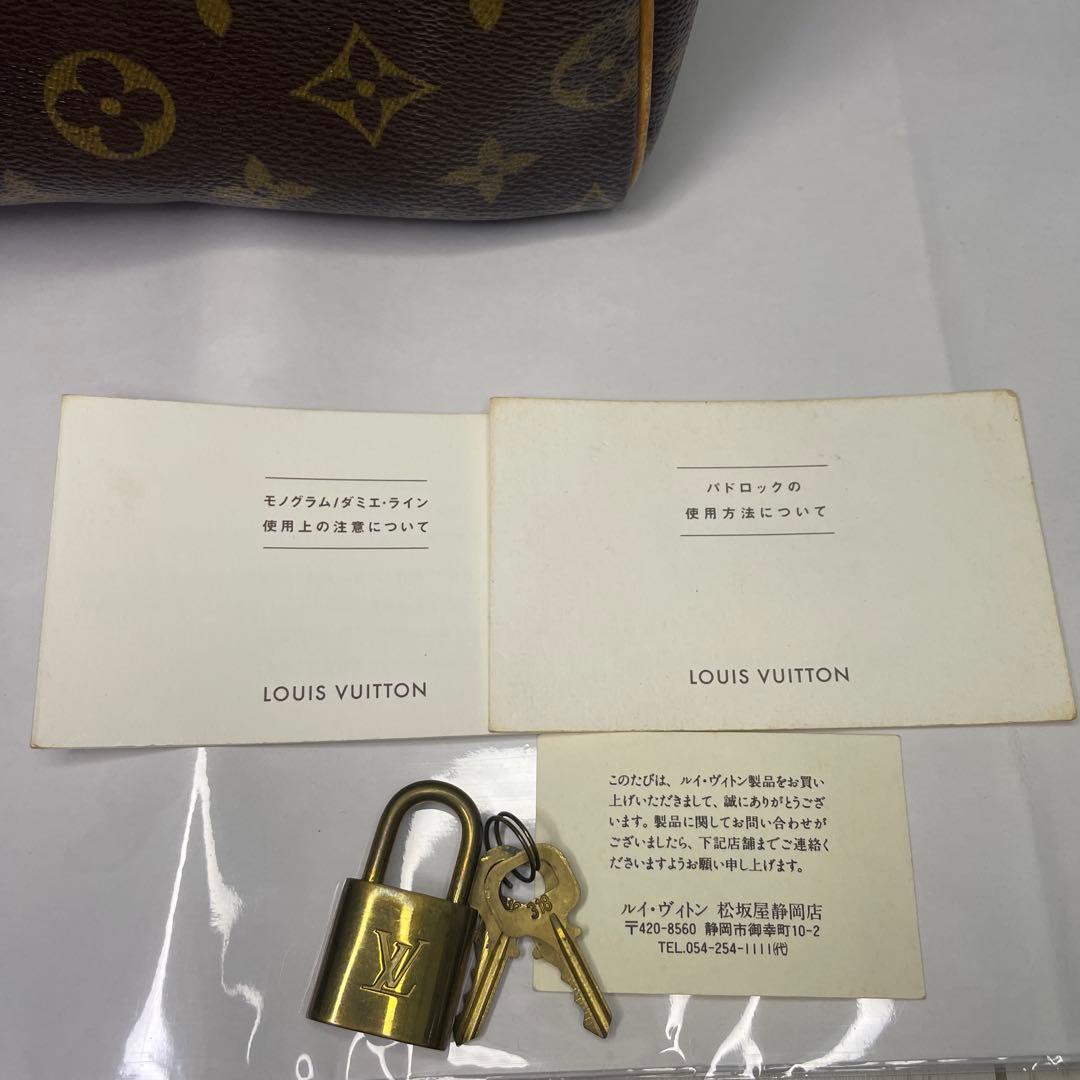 モノグラム/ダミエ・ライン
使用上の注意について
LOUIS VUITTON
パドロックの
使用方法について
LOUIS VUITTON
このたびは、ルイ・ヴィトン製品をお買い
上げいただきまして、誠にありがとうござ
います。製品に関してお問い合わせが
ございましたら、下記店舗までご連絡く
ださいますようお願い申し上げます。
ルイ・ヴィトン 松坂屋静岡店
〒420-8560 静岡市御幸町10-2
TEL.054-254-1111(代)
LV
318